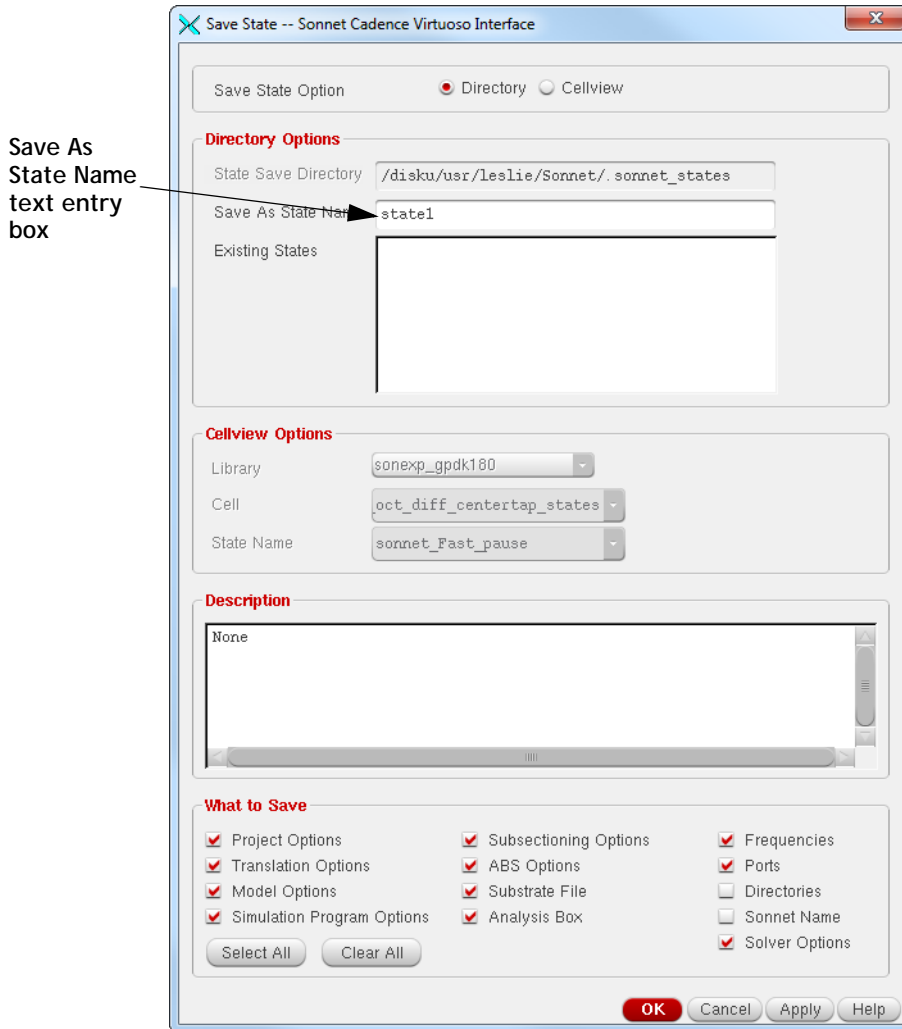 Save State -- Sonnet Cadence Virtuoso Interface
Save State Option Directory Cellview
Directory Options
State Save Directory /disku/usr/leslie/Sonnet/.sonnet_states
Save As
State Name
text entry
box
Save As State Nam state1
Existing States
Cellview Options
Library sonexp_gpdk180
Cell oct_diff_centertap_states
State Name sonnet_Fast_pause
Description
None
What to Save
Project Options Subsectioning Options Frequencies
Translation Options ABS Options Ports
Model Options Substrate File Directories
Simulation Program Options Analysis Box Sonnet Name
Solver Options
Select All Clear All
OK Cancel Apply Help